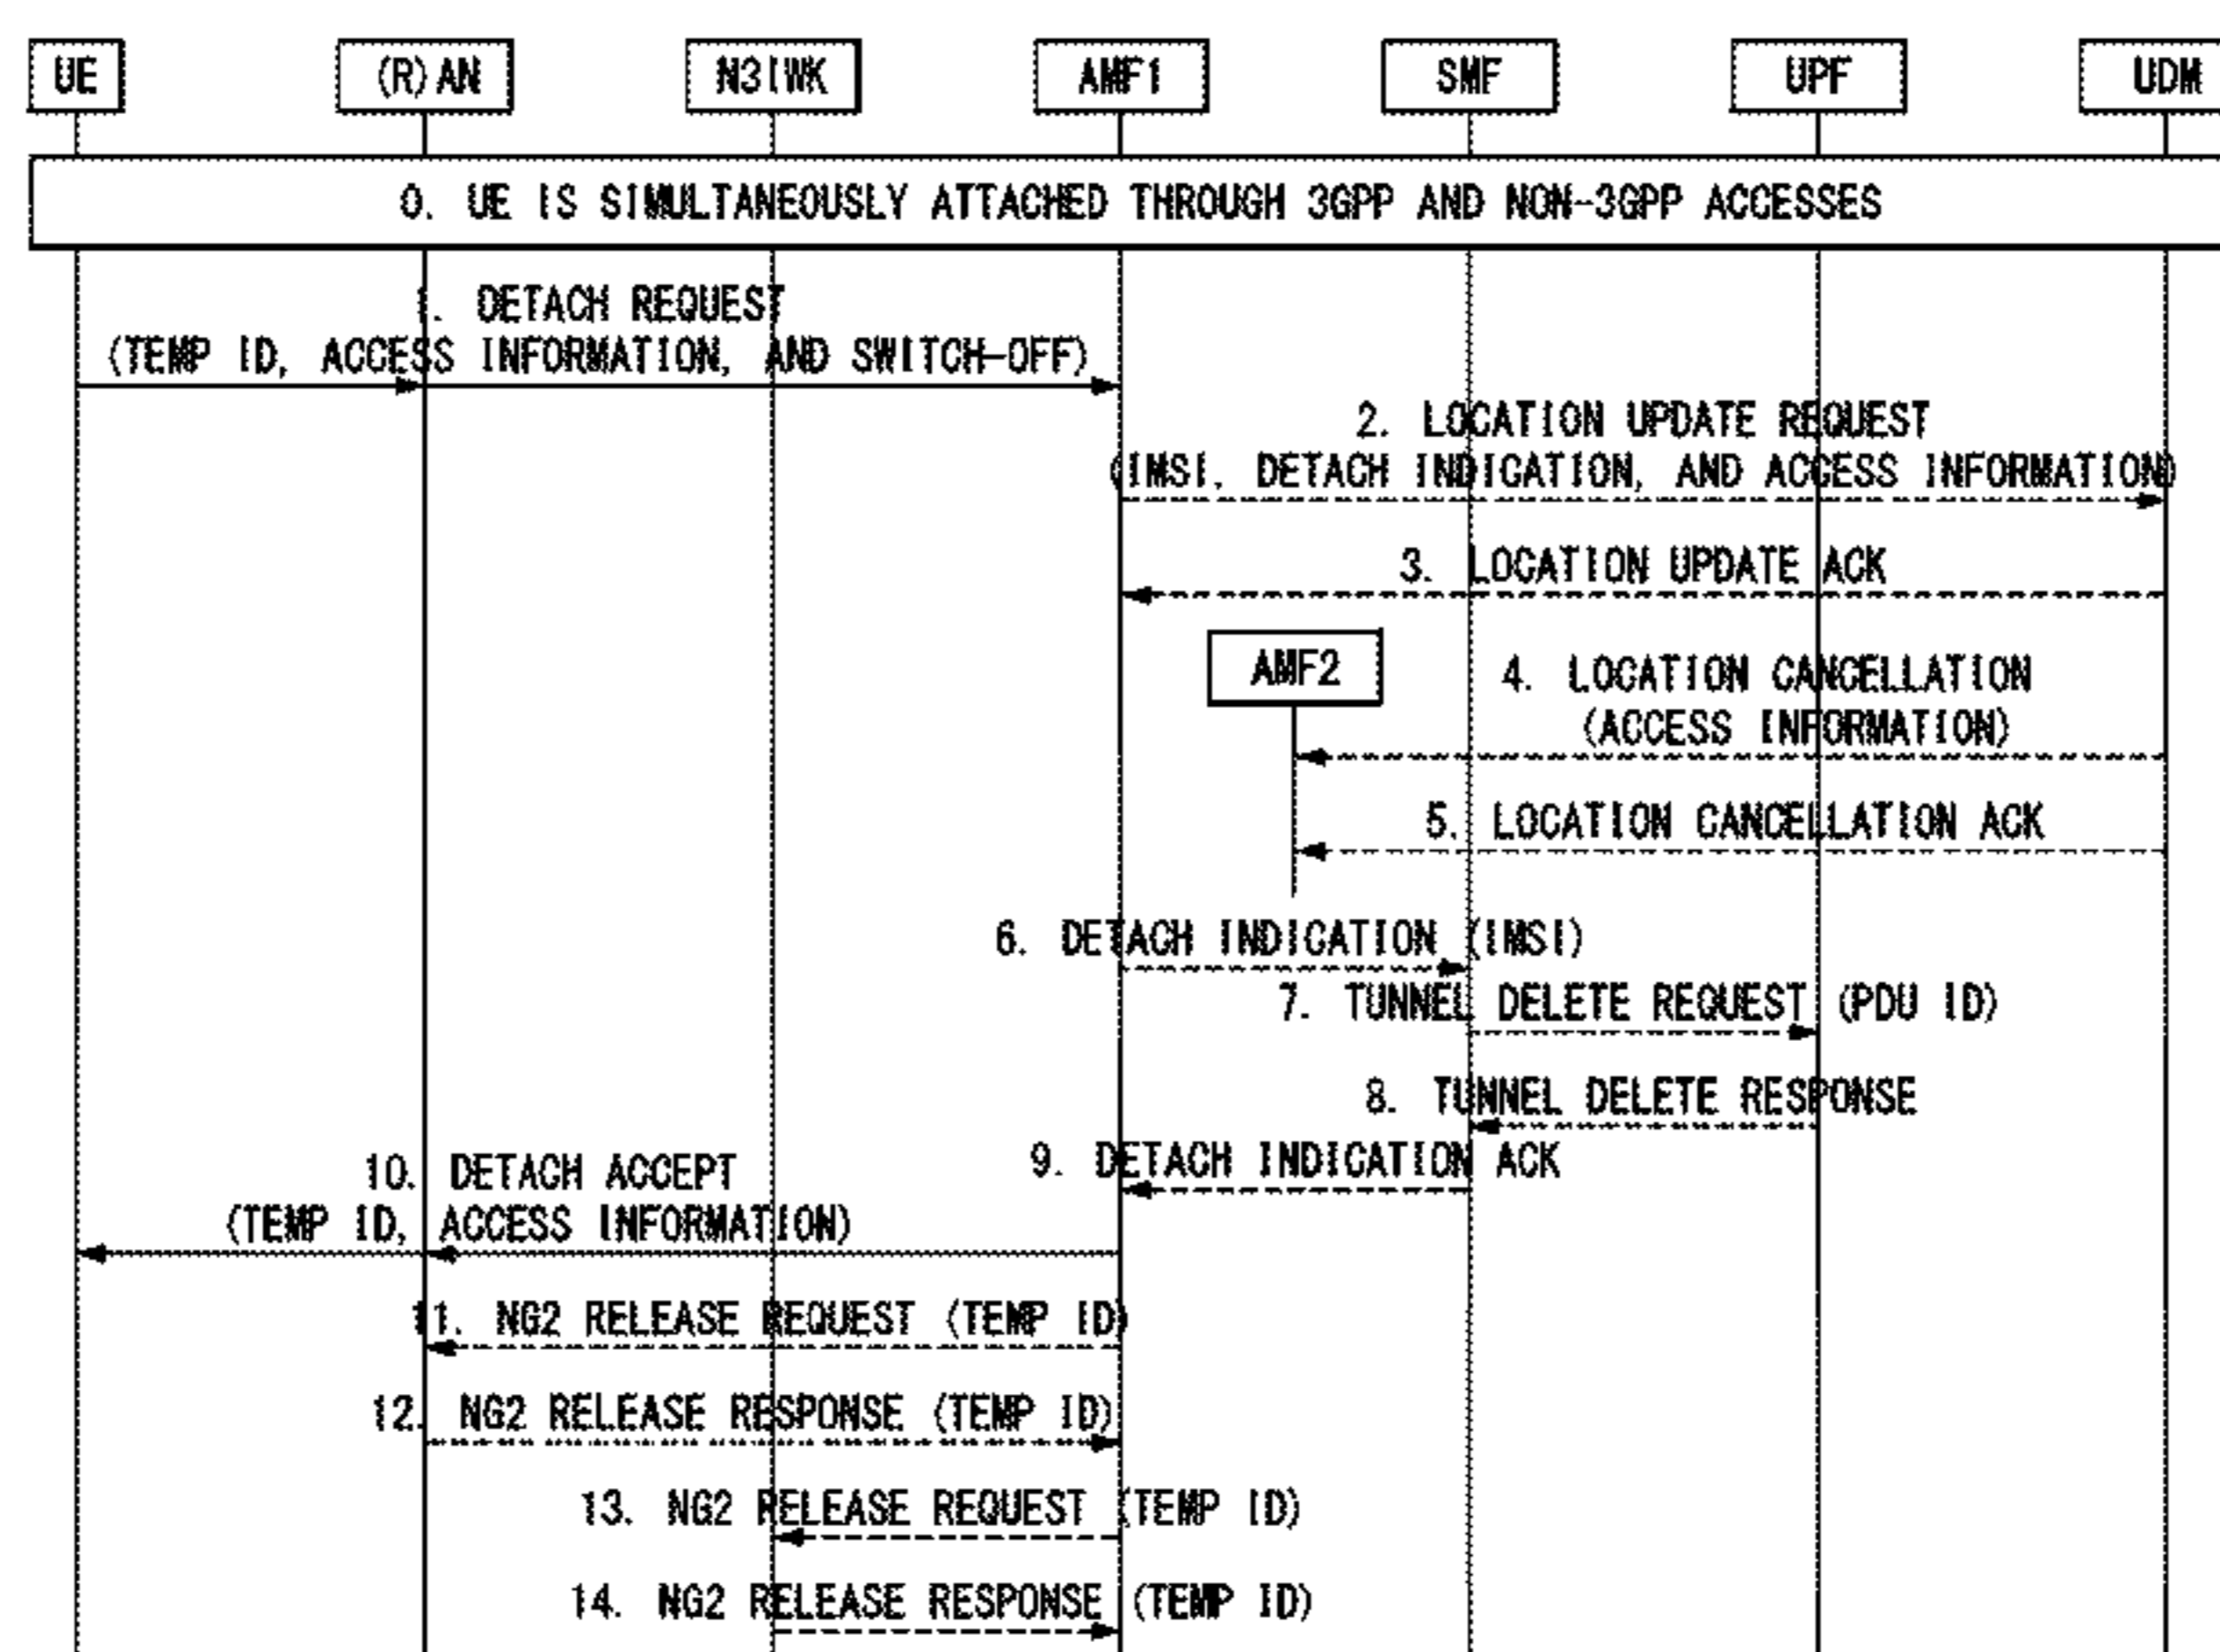 UE
(R)AN
N3IWK
AMF1
SMF
UPF
UDM
0. UE IS SIMULTANEOUSLY ATTACHED THROUGH 3GPP AND NON-3GPP ACCESSES
1. DETACH REQUEST
(TEMP ID, ACCESS INFORMATION, AND SWITCH-OFF)
2. LOCATION UPDATE REQUEST
(IMSI, DETACH INDIGATION, AND ACCESS INFORMATION)
3. LOCATION UPDATE ACK
AMF2
4. LOCATION CANCELLATION
(ACCESS INFORMATION)
5. LOCATION CANCELLATION ACK
6. DETACH INDICATION (IMSI)
7. TUNNEL DELETE REQUEST (PDU ID)
8. TUNNEL DELETE RESPONSE
9. DETACH INDICATION ACK
10. DETACH ACCEPT
(TEMP ID, ACCESS INFORMATION)
11. NG2 RELEASE REQUEST (TEMP ID)
12. NG2 RELEASE RESPONSE (TEMP ID)
13. NG2 RELEASE REQUEST (TEMP ID)
14. NG2 RELEASE RESPONSE (TEMP ID)